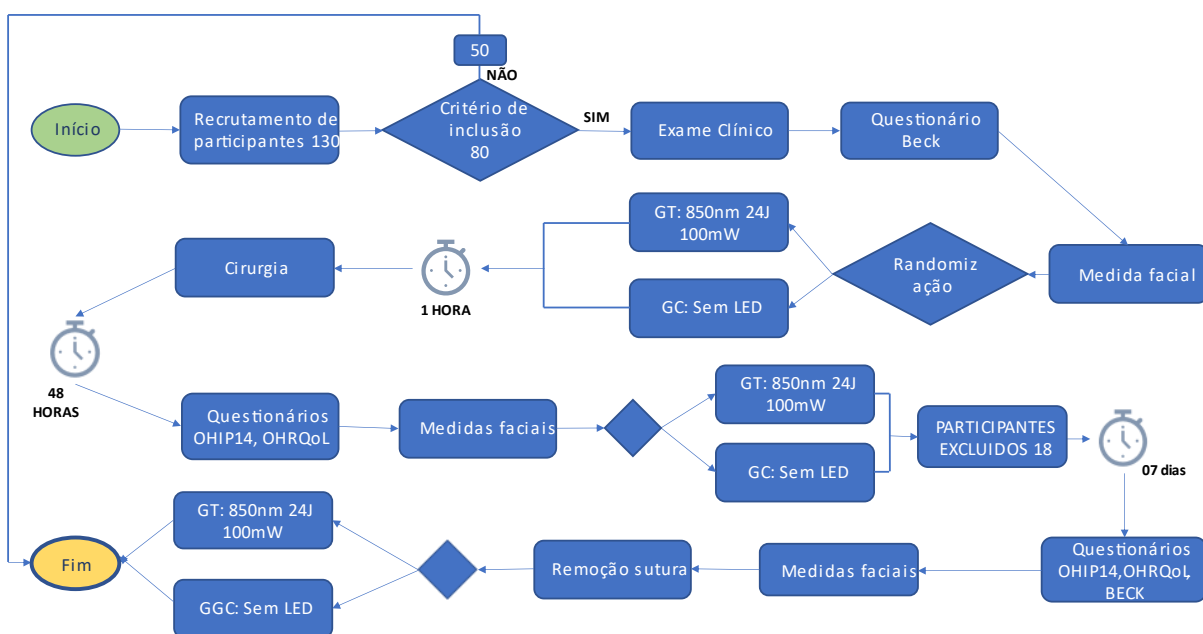 50
NÃO
Início
Recrutamento de
participantes 130
Critério de
inclusão
80
SIM
Exame Clínico
Questionário
Beck
Medida facial
Randomiz
ação
GT: 850nm 24J
100mW
GC: Sem LED
1 HORA
Cirurgia
48
HORAS
Questionários
OHIP14, OHRQoL
Medidas faciais
GT: 850nm 24J
100mW
GC: Sem LED
PARTICIPANTES
EXCLUIDOS 18
07 dias
Questionários
OHIP14,OHRQoL,
BECK
Medidas faciais
Remoção sutura
GT: 850nm 24J
100mW
GGC: Sem LED
Fim